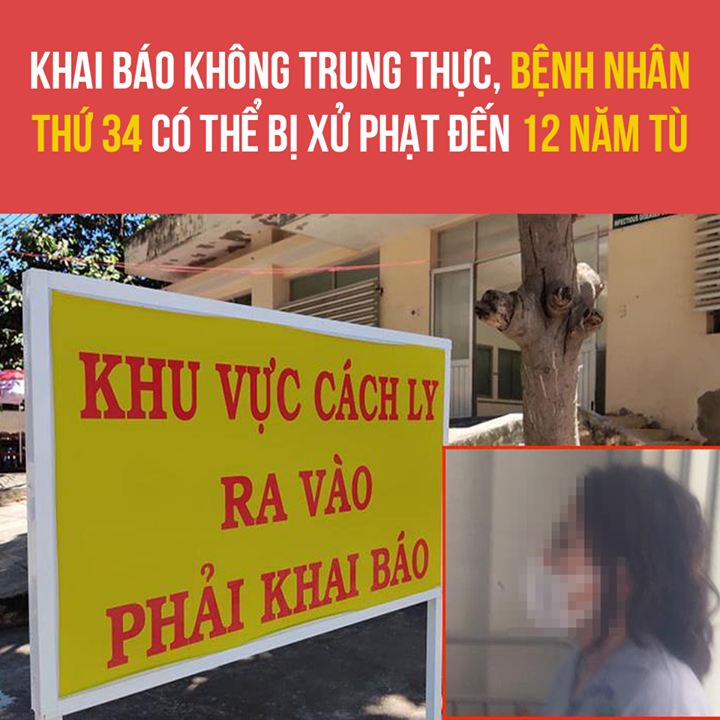 KHAI BÁO KHÔNG TRUNG THỰC, BỆNH NHÂN
THỨ 34 CÓ THỂ BỊ XỬ PHẠT ĐẾN 12 NĂM TÙ
KHU VỰC CÁCH LY
RA VÀO
PHẢI KHAI BÁO